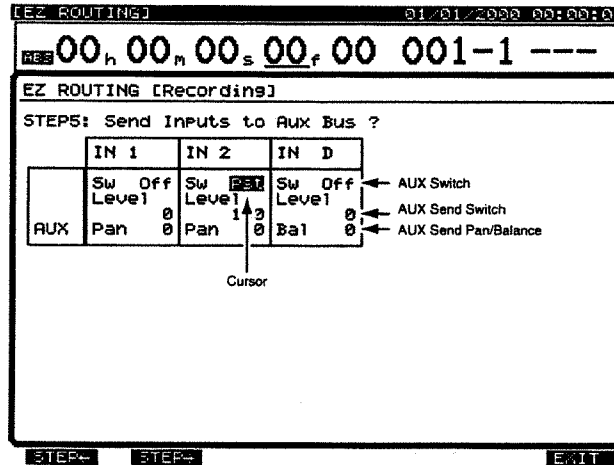 [EZ ROUTING] 01/01/2000 00:00:0
00h 00m 00s 00f 00 001-1 ---
EZ ROUTING [Recording]
STEP5: Send Inputs to Aux Bus ?
IN 1 IN 2 IN D
Sw Off Sw Pst Sw Off AUX Switch
Level Level Level
0 0 AUX Send Switch
AUX Pan 0 Pan 0 Bal 0 AUX Send Pan/Balance
Cursor
STEP← STEP→ EXIT